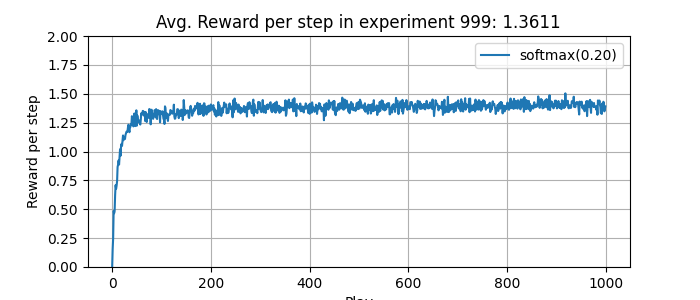 Avg. Reward per step in experiment 999: 1.3611
softmax(0.20)
2.00
1.75
1.50
1.25
1.00
0.75
0.50
0.25
0.00
Reward per step
0 200 400 600 800 1000
Play